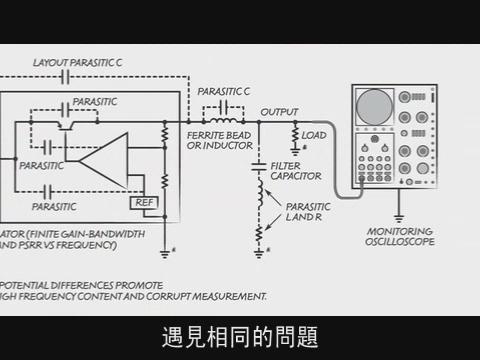 LAYOUT PARASITIC C
PARASITIC C
PARASITIC
OUTPUT
FERRITE BEAD
OR INDUCTOR
LOAD
PARASITIC
FILTER
CAPACITOR
PARASITIC
REF
PARASITIC
L AND R
ATOR (FINITE GAIN-BANDWIDTH
AND PSRR VS FREQUENCY)
MONITORING
OSCILLOSCOPE
POTENTIAL DIFFERENCES PROMOTE
IGH FREQUENCY CONTENT AND CORRUPT MEASUREMENT.
遇見相同的問題